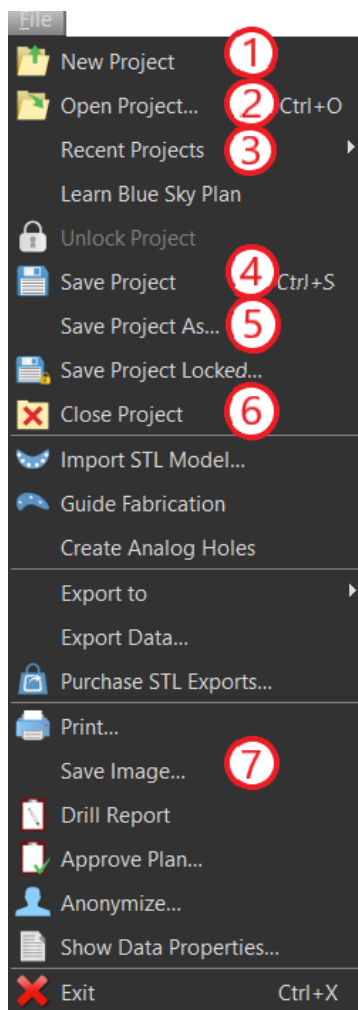 File
New Project 1
Open Project... 2 Ctrl+O
Recent Projects 3
Learn Blue Sky Plan
Unlock Project
Save Project 4 Ctrl+S
Save Project As... 5
Save Project Locked...
Close Project 6
Import STL Model...
Guide Fabrication
Create Analog Holes
Export to
Export Data...
Purchase STL Exports...
Print...
Save Image... 7
Drill Report
Approve Plan...
Anonymize...
Show Data Properties...
Exit Ctrl+X